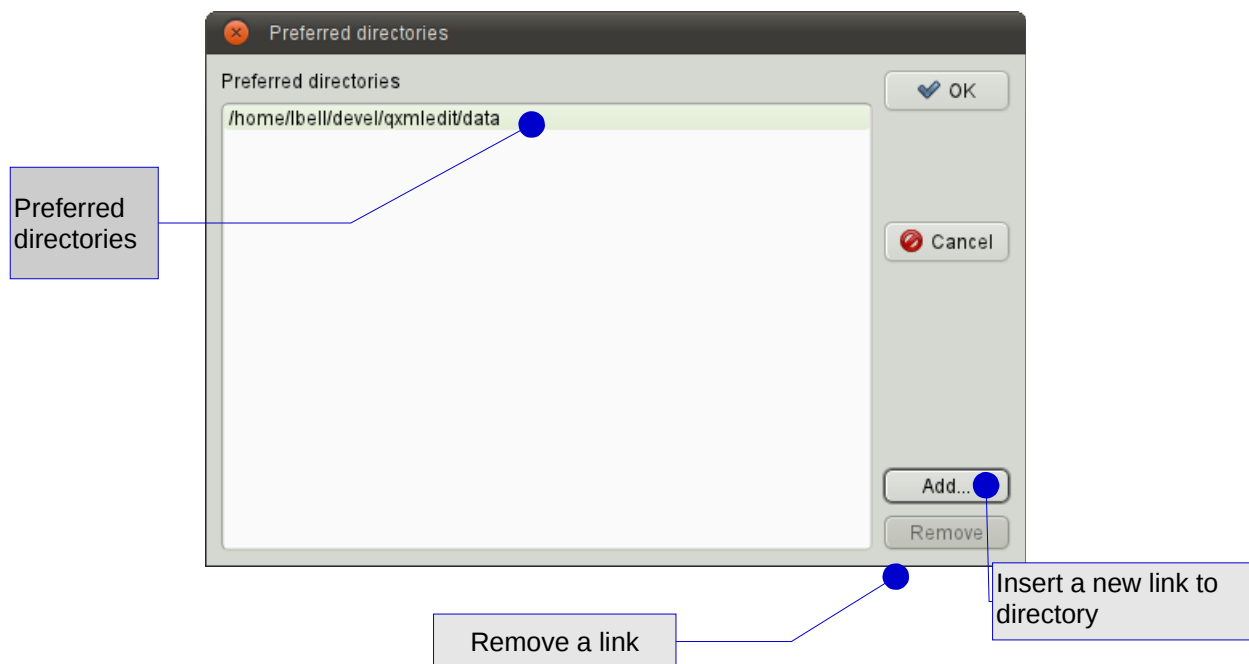 Preferred directories
Preferred directories
OK
/home/lbell/devel/qxmledit/data
Preferred
directories
Cancel
Add...
Remove
Insert a new link to
directory
Remove a link